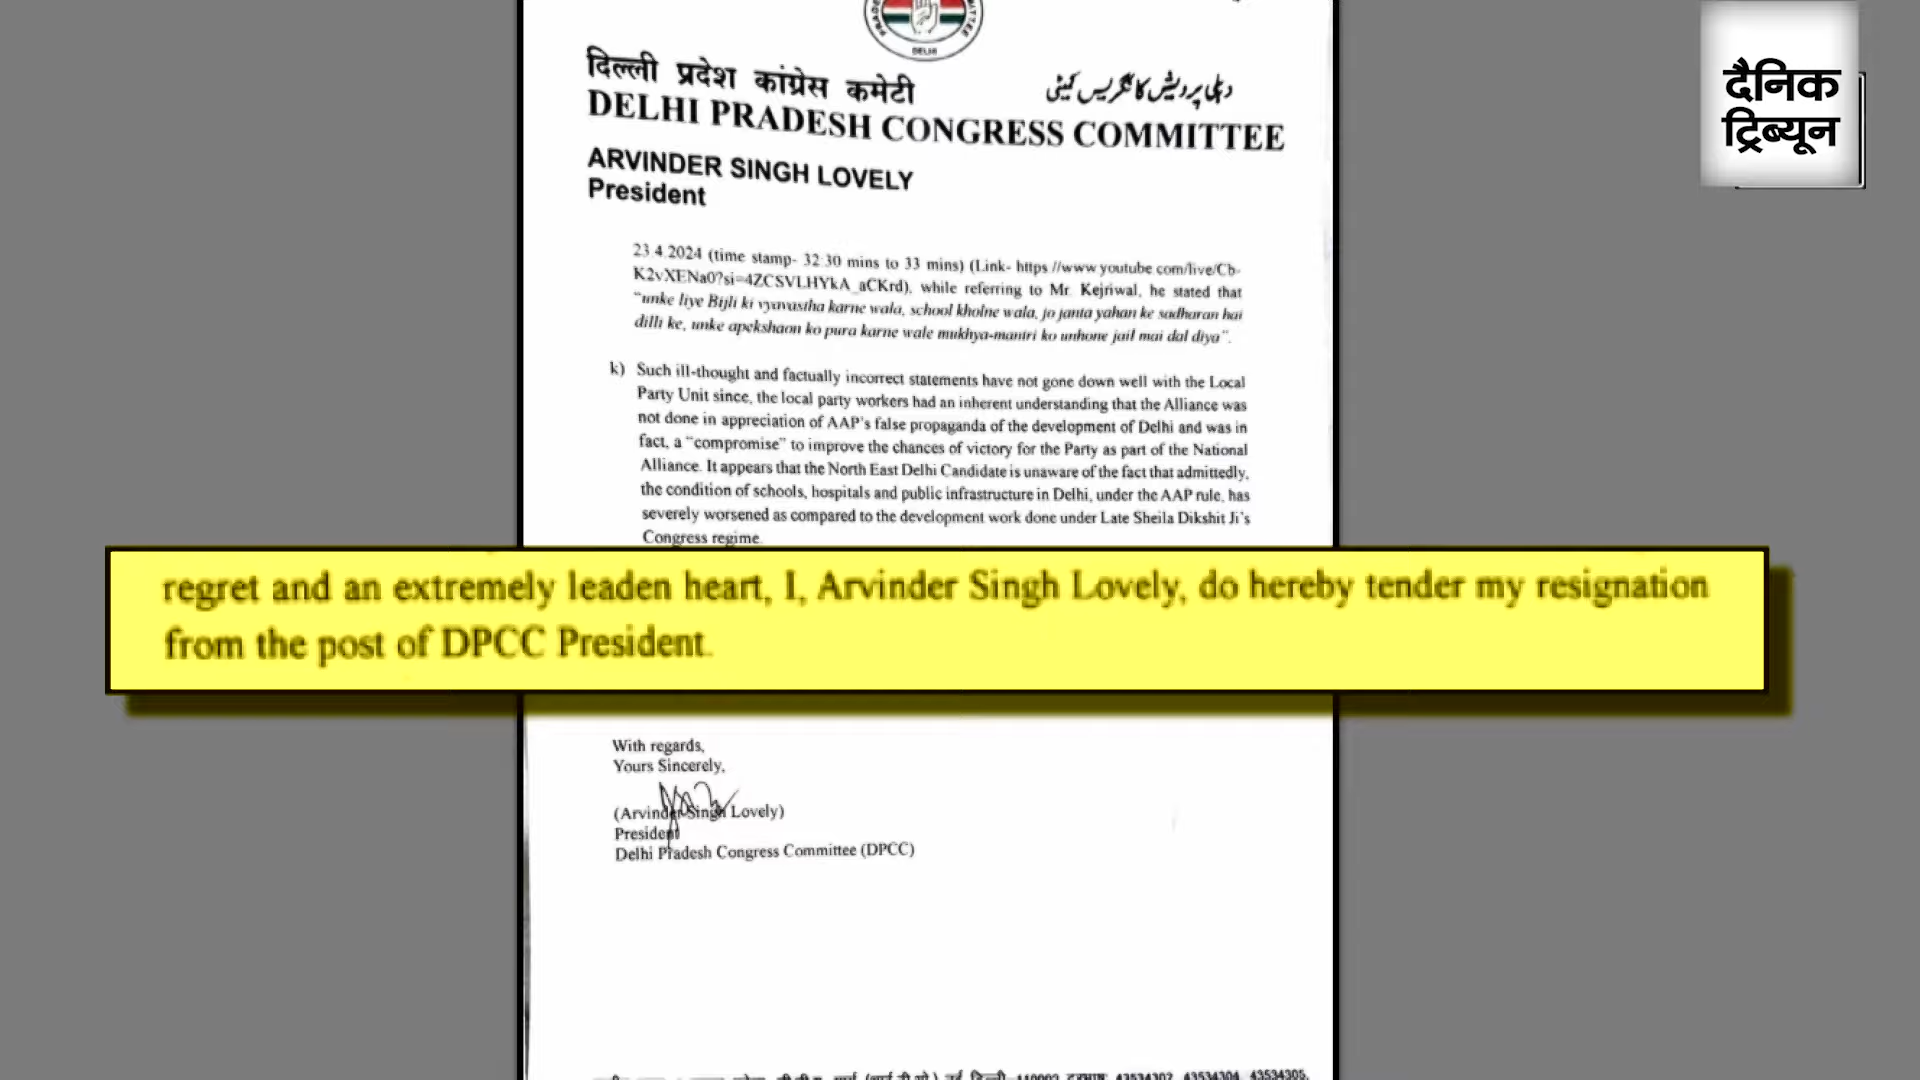 DELHI
दिल्ली प्रदेश कांग्रेस कमेटी
دہلی پردیش کانگریس کمیٹی
DELHI PRADESH CONGRESS COMMITTEE
ARVINDER SINGH LOVELY
President
दैनिक
ट्रिब्यून
23.4.2024 (time stamp- 32:30 mins to 33 mins) (Link- https://www.youtube.com/live/Cb-
K2vXENa0?si=4ZCSVLHYkA_aCKrd), while referring to Mr. Kejriwal, he stated that
"unke liye Bijli ki vyavastha karne wala, school kholne wala, jo janta yahan ke sadharan hai
dilli ke, unke apekshaon ko pura karne wale mukhya-mantri ko unhone jail mai dal diya".
k) Such ill-thought and factually incorrect statements have not gone down well with the Local
Party Unit since, the local party workers had an inherent understanding that the Alliance was
not done in appreciation of AAP's false propaganda of the development of Delhi and was in
fact, a "compromise" to improve the chances of victory for the Party as part of the National
Alliance. It appears that the North East Delhi Candidate is unaware of the fact that admittedly,
the condition of schools, hospitals and public infrastructure in Delhi, under the AAP rule, has
severely worsened as compared to the development work done under Late Sheila Dikshit Ji's
Congress regime.
regret and an extremely leaden heart, I, Arvinder Singh Lovely, do hereby tender my resignation
from the post of DPCC President.
With regards,
Yours Sincerely,
(Arvinder Singh Lovely)
President
Delhi Pradesh Congress Committee (DPCC)